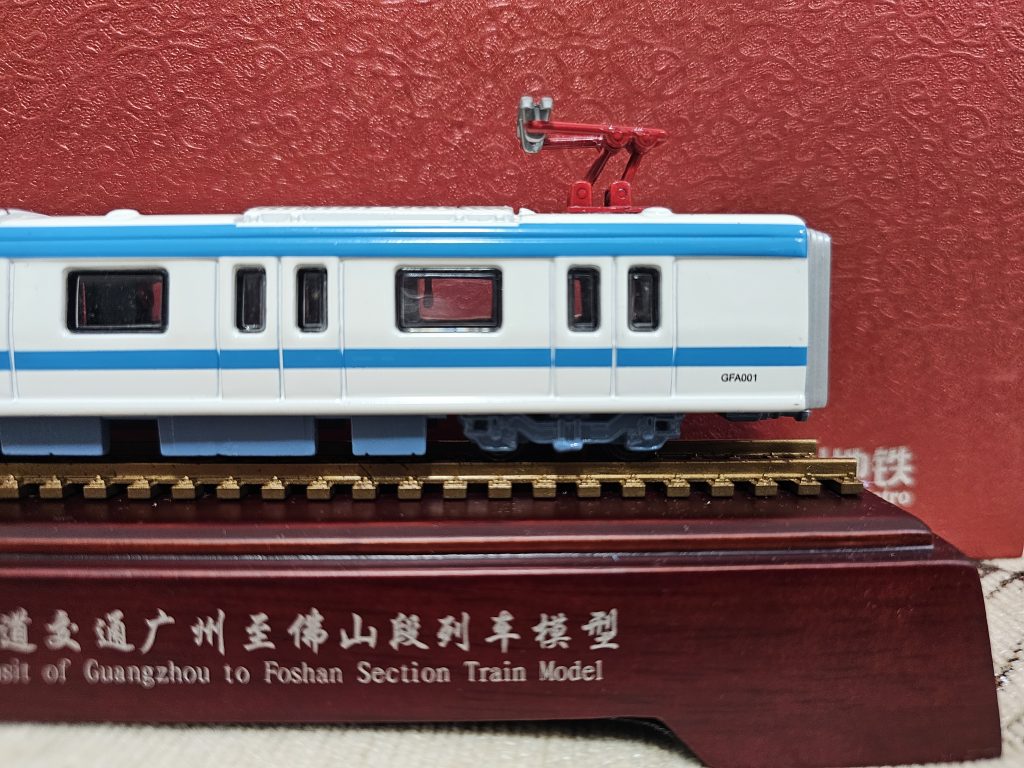 GFA001
地铁
道交通广州至佛山段列车模型
of Guangzhou to Foshan Section Train Model